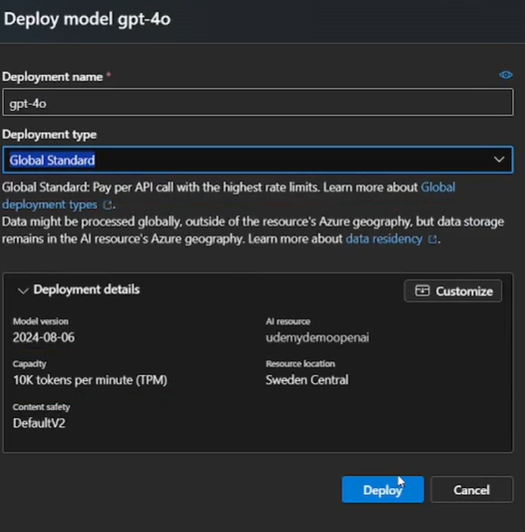 Deploy model gpt-4o
Deployment name *
gpt-4o
Deployment type
Global Standard
Global Standard: Pay per API call with the highest rate limits. Learn more about Global
deployment types.
Data might be processed globally, outside of the resource's Azure geography, but data storage
remains in the AI resource's Azure geography. Learn more about data residency.
Deployment details
Customize
Model version
2024-08-06
AI resource
udemydemoopenai
Capacity
10K tokens per minute (TPM)
Resource location
Sweden Central
Content safety
DefaultV2
Deploy
Cancel